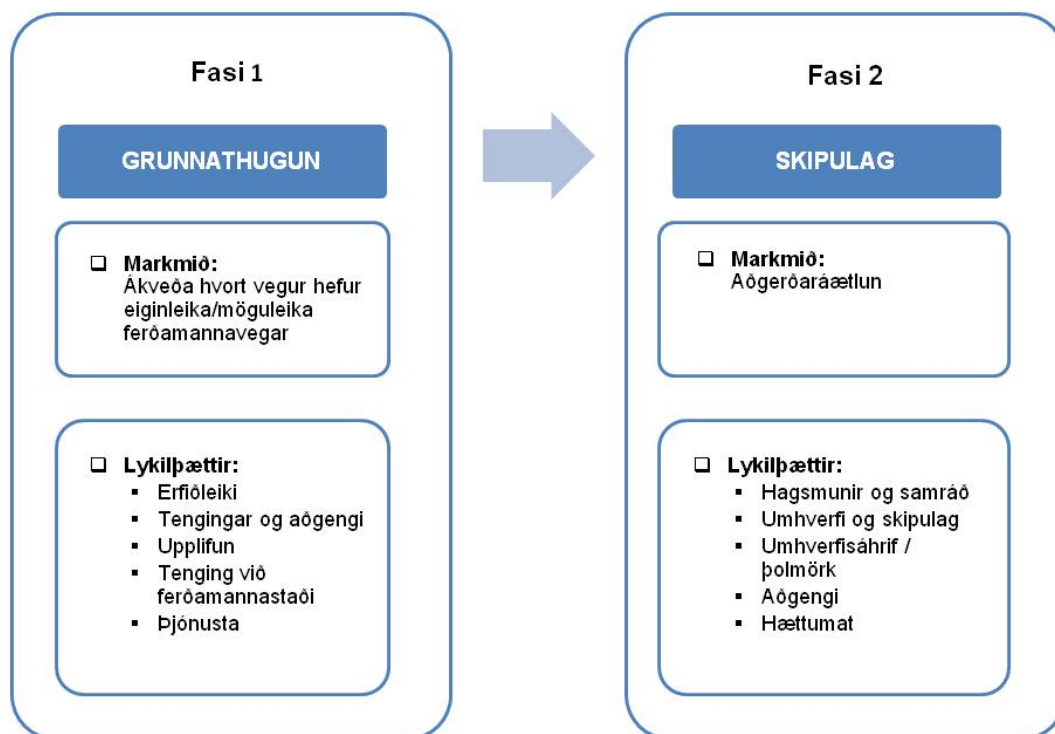 Fasi 1
GRUNNATHUGUN
Markmið:
Ákveða hvort vegur hefur
eiginleika/möguleika
ferðamannavegar
Lykilþættir:
Erfiðleiki
Tengingar og aðgengi
Upplifun
Tenging við
ferðamannastaði
Þjónusta
Fasi 2
SKIPULAG
Markmið:
Aðgerðaráætlun
Lykilþættir:
Hagsmunir og samráð
Umhverfi og skipulag
Umhverfisáhrif /
þolmörk
Aðgengi
Hættumat